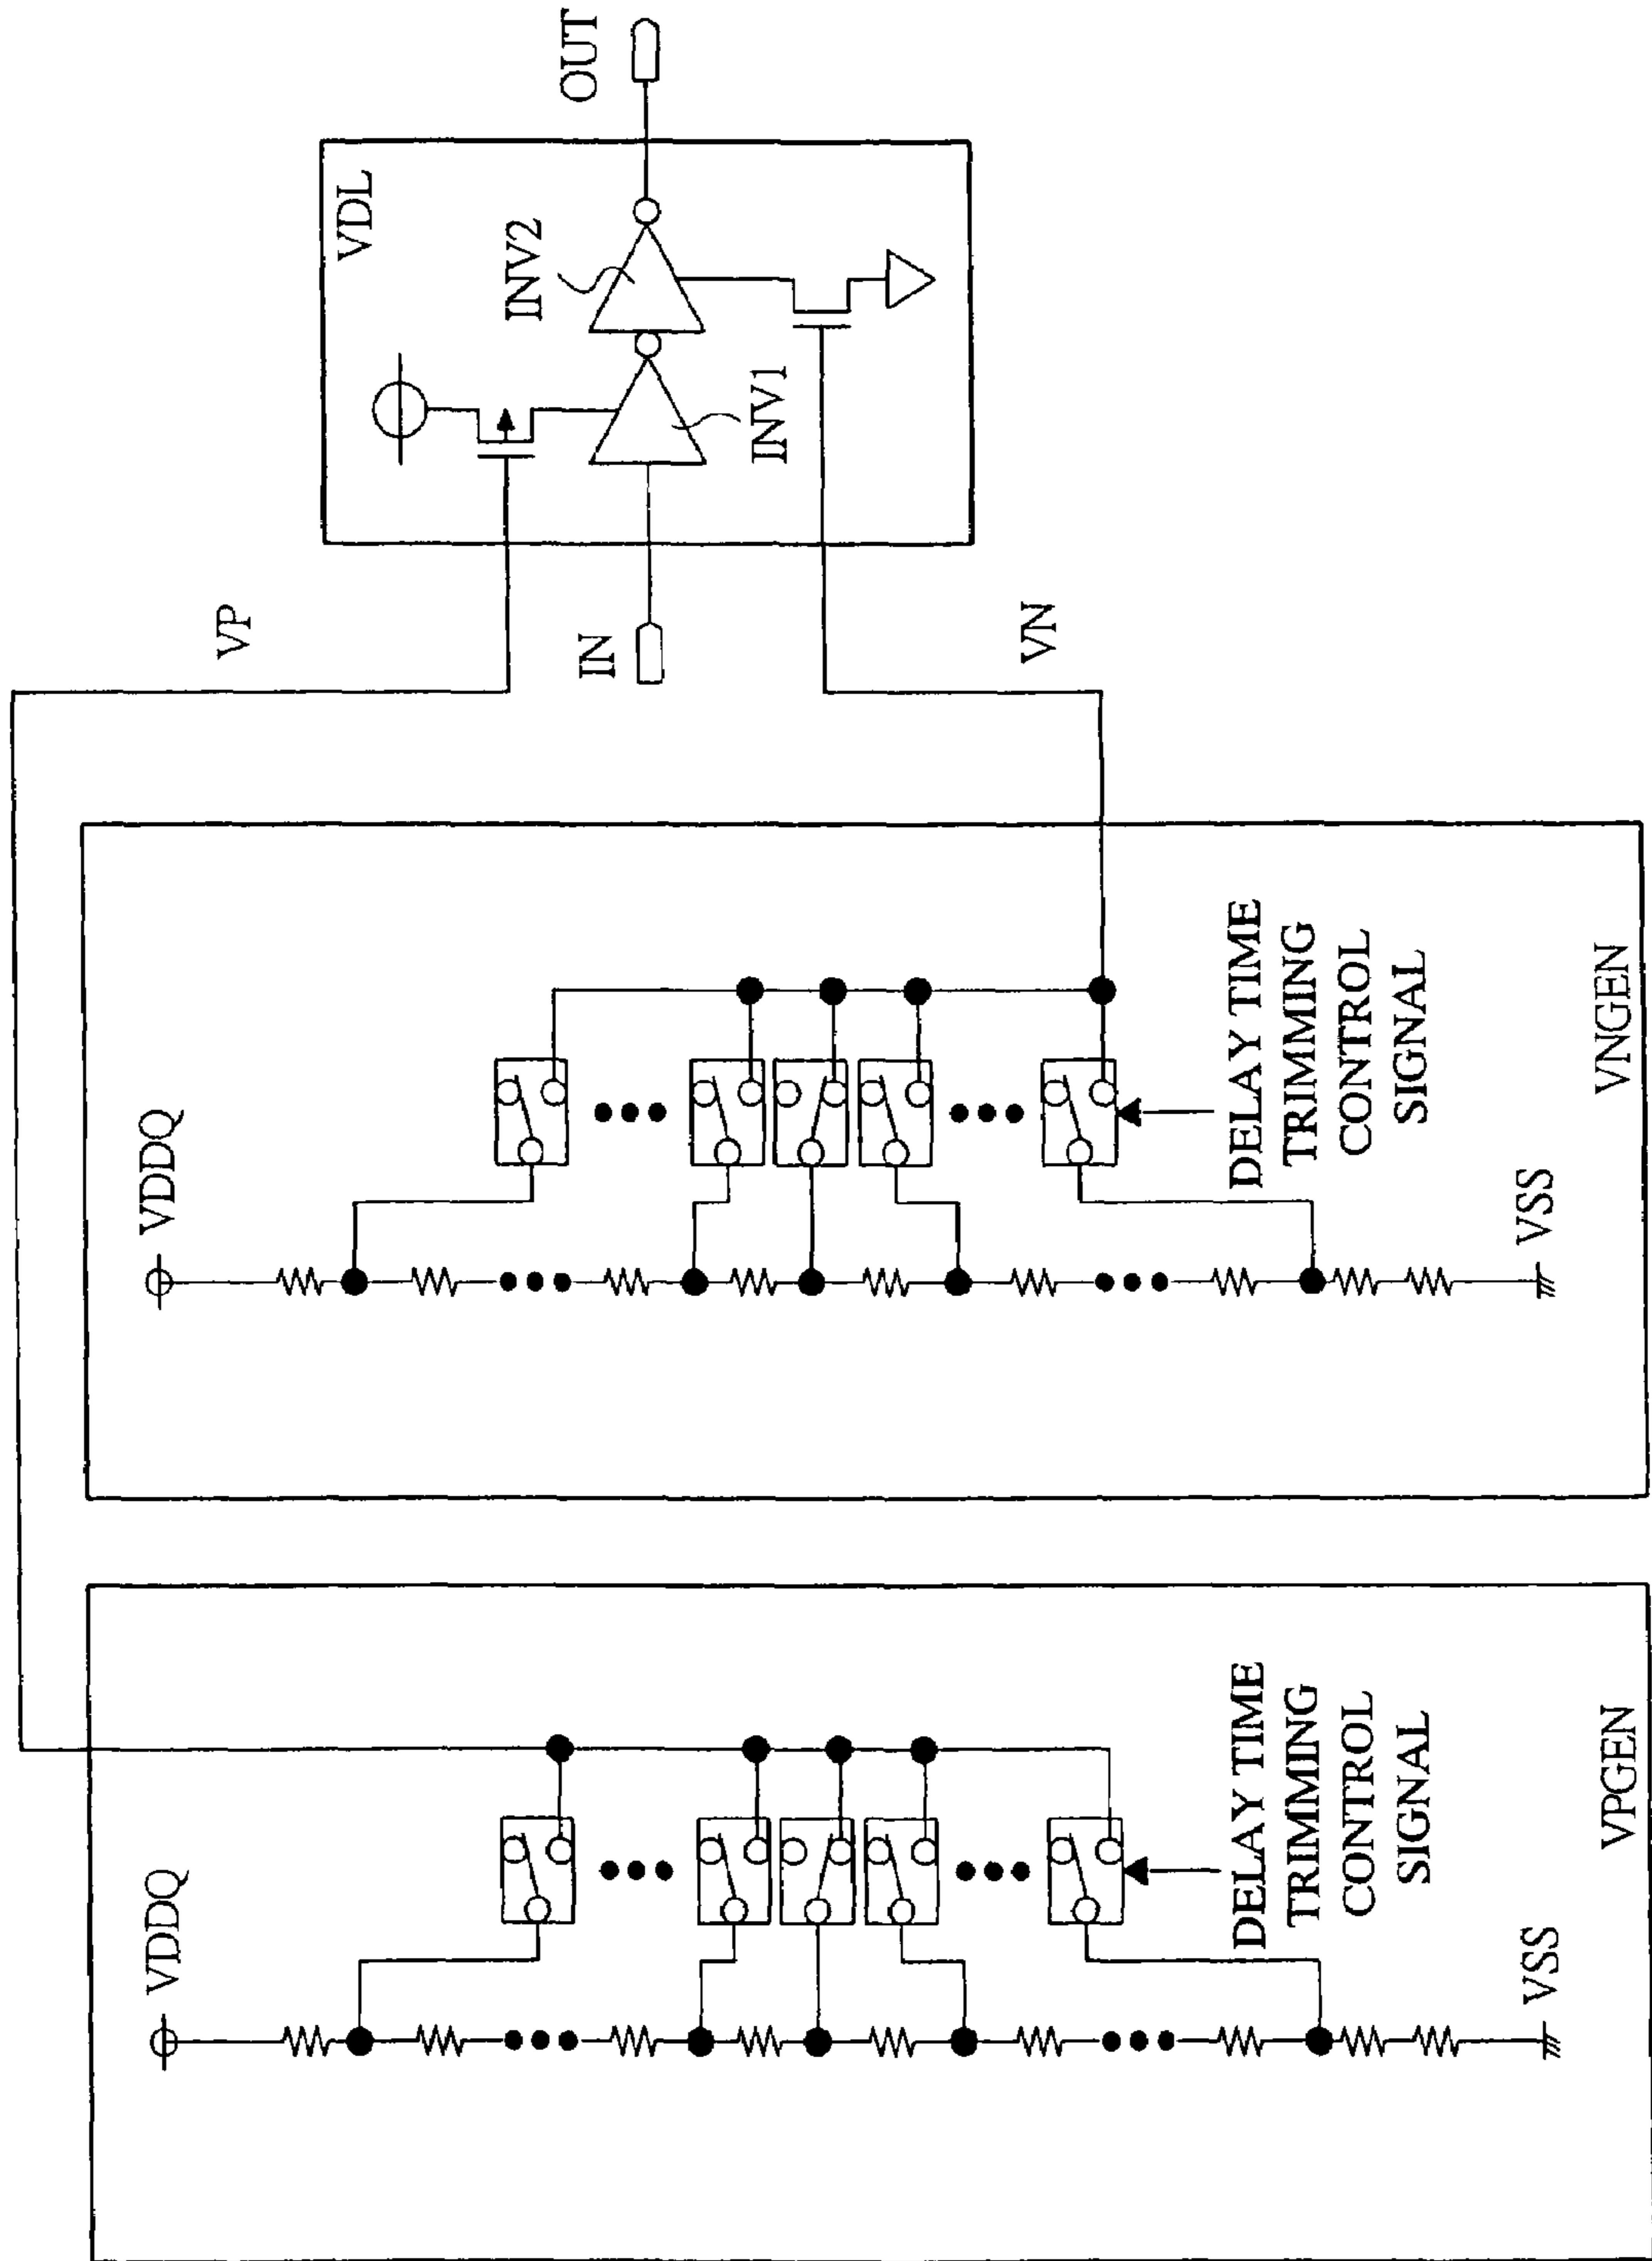 VDDQ
DELAY TIME
TRIMMING
CONTROL
SIGNAL
VSS
VPGEN
VDDQ
DELAY TIME
TRIMMING
CONTROL
SIGNAL
VSS
VNGEN
VP
IN
VN
VDL
INV1
INV2
OUT